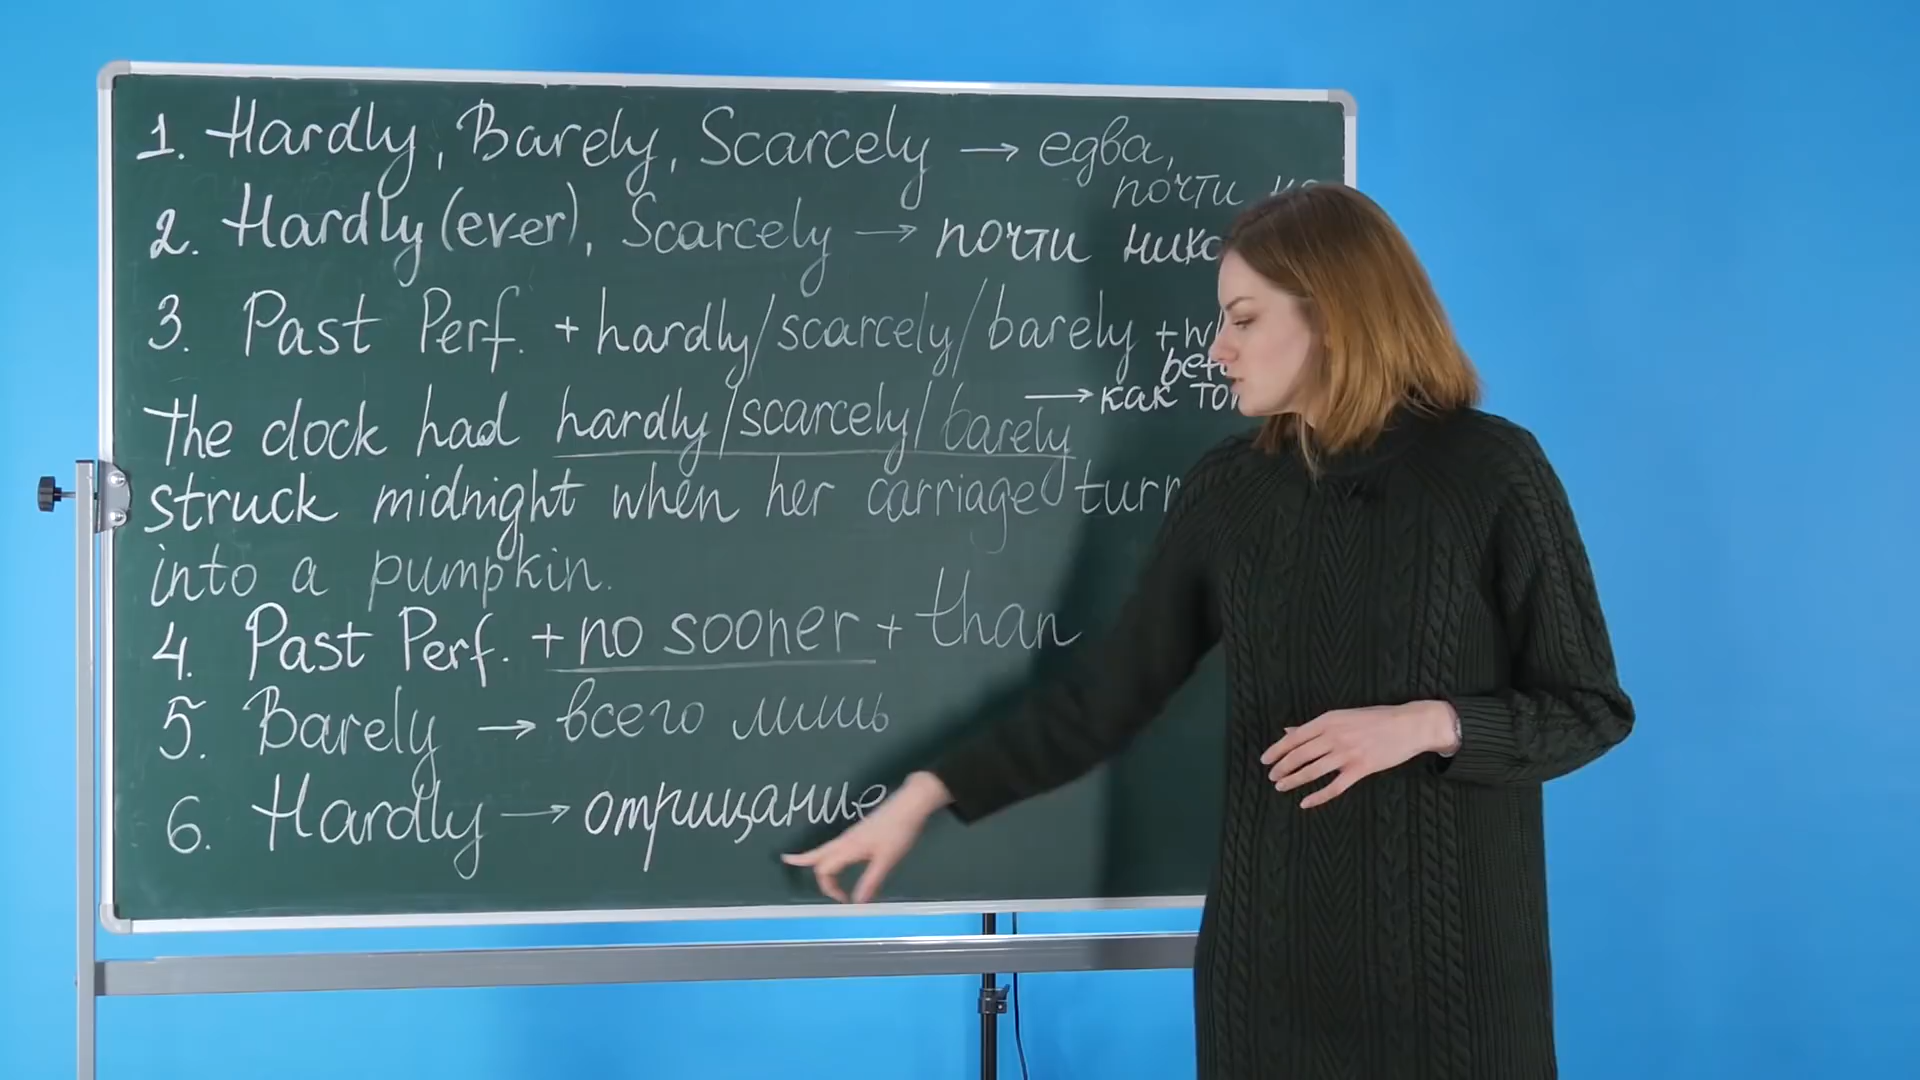 1. Hardly, Barely, Scarcely → едва,
почти
2. Hardly (ever), Scarcely → почти
3. Past Perf. + hardly/scarcely/barely +
→ как
The clock had hardly/scarcely/barely
struck midnight when her carriage
into a pumpkin.
4. Past Perf. + no sooner + than
5. Barely → всего лишь
6. Hardly → отрицание